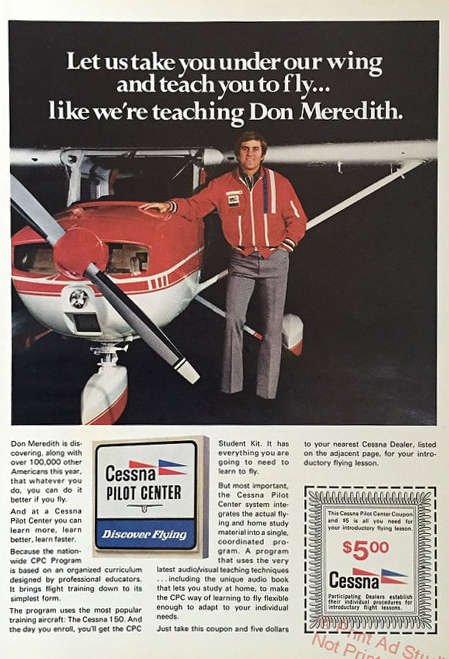 Let us take you under our wing
and teach you to fly...
like we're teaching Don Meredith.
Don Meredith is dis-
covering, along with
over 100,000 other
Americans this year,
that whatever you
do, you can do it
better if you fly.
And at a Cessna
Pilot Center you can
learn more, learn
better, learn faster.
Because the nation-
wide CPC Program
is based on an organized curriculum
designed by professional educators.
It brings flight training down to its
simplest form.
The program uses the most popular
training aircraft: The Cessna 150. And
the day you enroll, you'll get the CPC
Cessna
PILOT CENTER
Discover Flying
Student Kit. It has
everything you are
going to need to
learn to fly.
But most important,
the Cessna Pilot
Center system inte-
grates the actual fly-
ing and home study
material into a single,
coordinated pro-
gram. A program
that uses the very
latest audio/visual teaching techniques
...including the unique audio book
that lets you study at home, to make
the CPC way of learning to fly flexible
enough to adapt to your individual
needs.
Just take this coupon and five dollars
to your nearest Cessna Dealer, listed
on the adjacent page, for your intro-
ductory flying lesson.
This Cessna Pilot Center Coupon
and $5 is all you need for
your introductory flying lesson.
$5.00
Cessna
Participating Dealers establish
their individual procedures for
introductory flight lessons.
Print Ad Stud
Not Prin